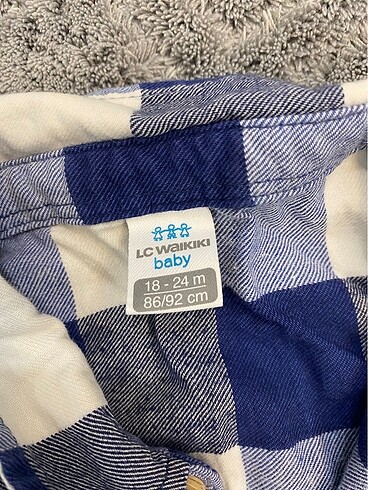 LC WAIKIKI
baby
18 - 24 m
86/92 cm